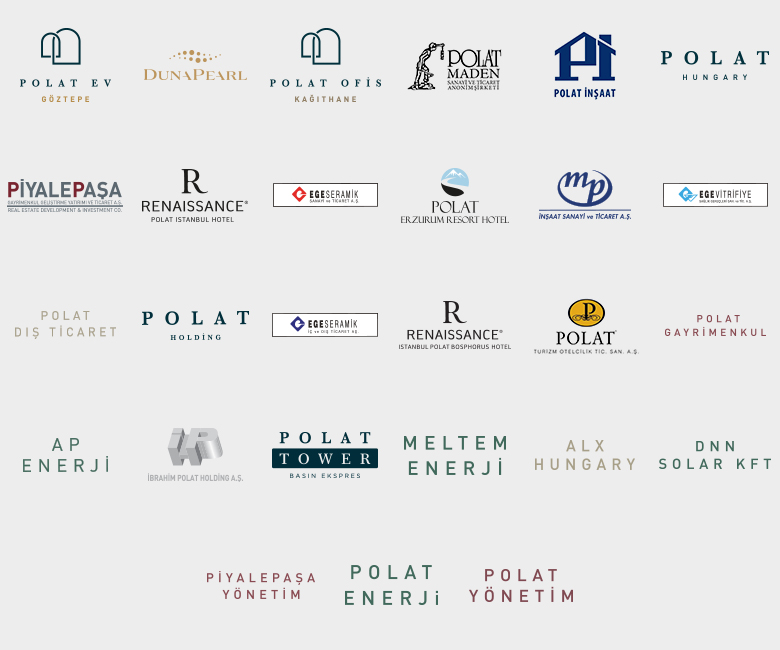 POLAT EV
GÖZTEPE
DUNAPEARL
POLAT OFİS
KAĞITHANE
POLAT
MADEN
SANAYİ VE TİCARET
ANONİM ŞİRKETİ
POLAT İNŞAAT
POLAT
HUNGARY
PİYALEPAŞA
GAYRİMENKUL GELİŞTİRME YATIRIM VE TİCARET A.Ş.
REAL ESTATE DEVELOPMENT & INVESTMENT CO.
R
RENAISSANCE®
POLAT ISTANBUL HOTEL
EGESERAMİK
SANAYİ ve TİCARET A.Ş.
POLAT
ERZURUM RESORT HOTEL
mp
İNŞAAT SANAYİ ve TİCARET A.Ş.
EGEVİTRİFİYE
POLAT
DIŞ TİCARET
POLAT
HOLDİNG
EGESERAMİK
İÇ ve DIŞ TİCARET AŞ.
R
RENAISSANCE®
ISTANBUL POLAT BOSPHORUS HOTEL
P
POLAT
TURİZM OTELCİLİK TİC. SAN. A.Ş.
POLAT
GAYRİMENKUL
AP
ENERJİ
İBRAHİM POLAT HOLDİNG A.Ş.
POLAT
TOWER
BASIN EKSPRES
MELTEM
ENERJİ
ALX
HUNGARY
DNN
SOLAR KFT
PİYALEPAŞA
YÖNETİM
POLAT
ENERJi
POLAT
YÖNETİM